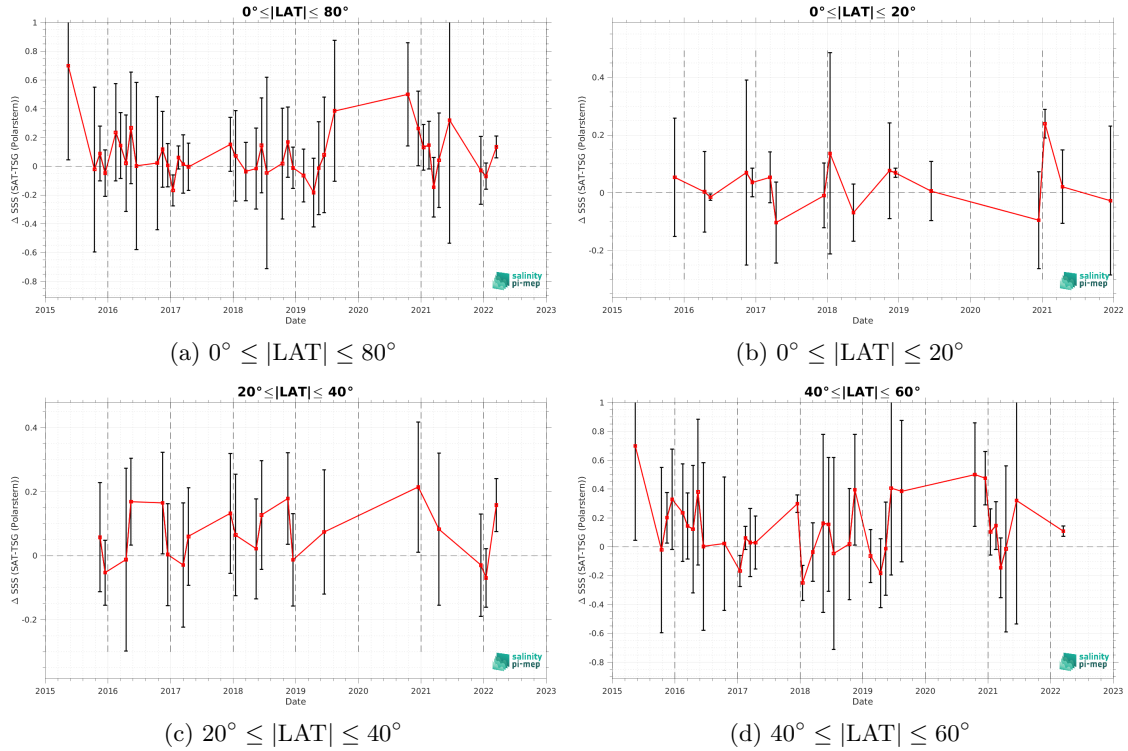 0°≤|LAT|≤ 80°
Δ SSS (SAT-TSG (Polarstern))
1
0.8
0.6
0.4
0.2
0
-0.2
-0.4
-0.6
-0.8
2015 2016 2017 2018 2019 2020 2021 2022 2023
Date
salinity
pi-mep
(a) 0° ≤ |LAT| ≤ 80°
0°≤|LAT|≤ 20°
Δ SSS (SAT-TSG (Polarstern))
0.4
0.2
0
-0.2
2015 2016 2017 2018 2019 2020 2021 2022
Date
salinity
pi-mep
(b) 0° ≤ |LAT| ≤ 20°
20°≤|LAT|≤ 40°
Δ SSS (SAT-TSG (Polarstern))
0.4
0.2
0
-0.2
2015 2016 2017 2018 2019 2020 2021 2022 2023
Date
salinity
pi-mep
(c) 20° ≤ |LAT| ≤ 40°
40°≤|LAT|≤ 60°
Δ SSS (SAT-TSG (Polarstern))
1
0.8
0.6
0.4
0.2
0
-0.2
-0.4
-0.6
-0.8
2015 2016 2017 2018 2019 2020 2021 2022 2023
Date
salinity
pi-mep
(d) 40° ≤ |LAT| ≤ 60°